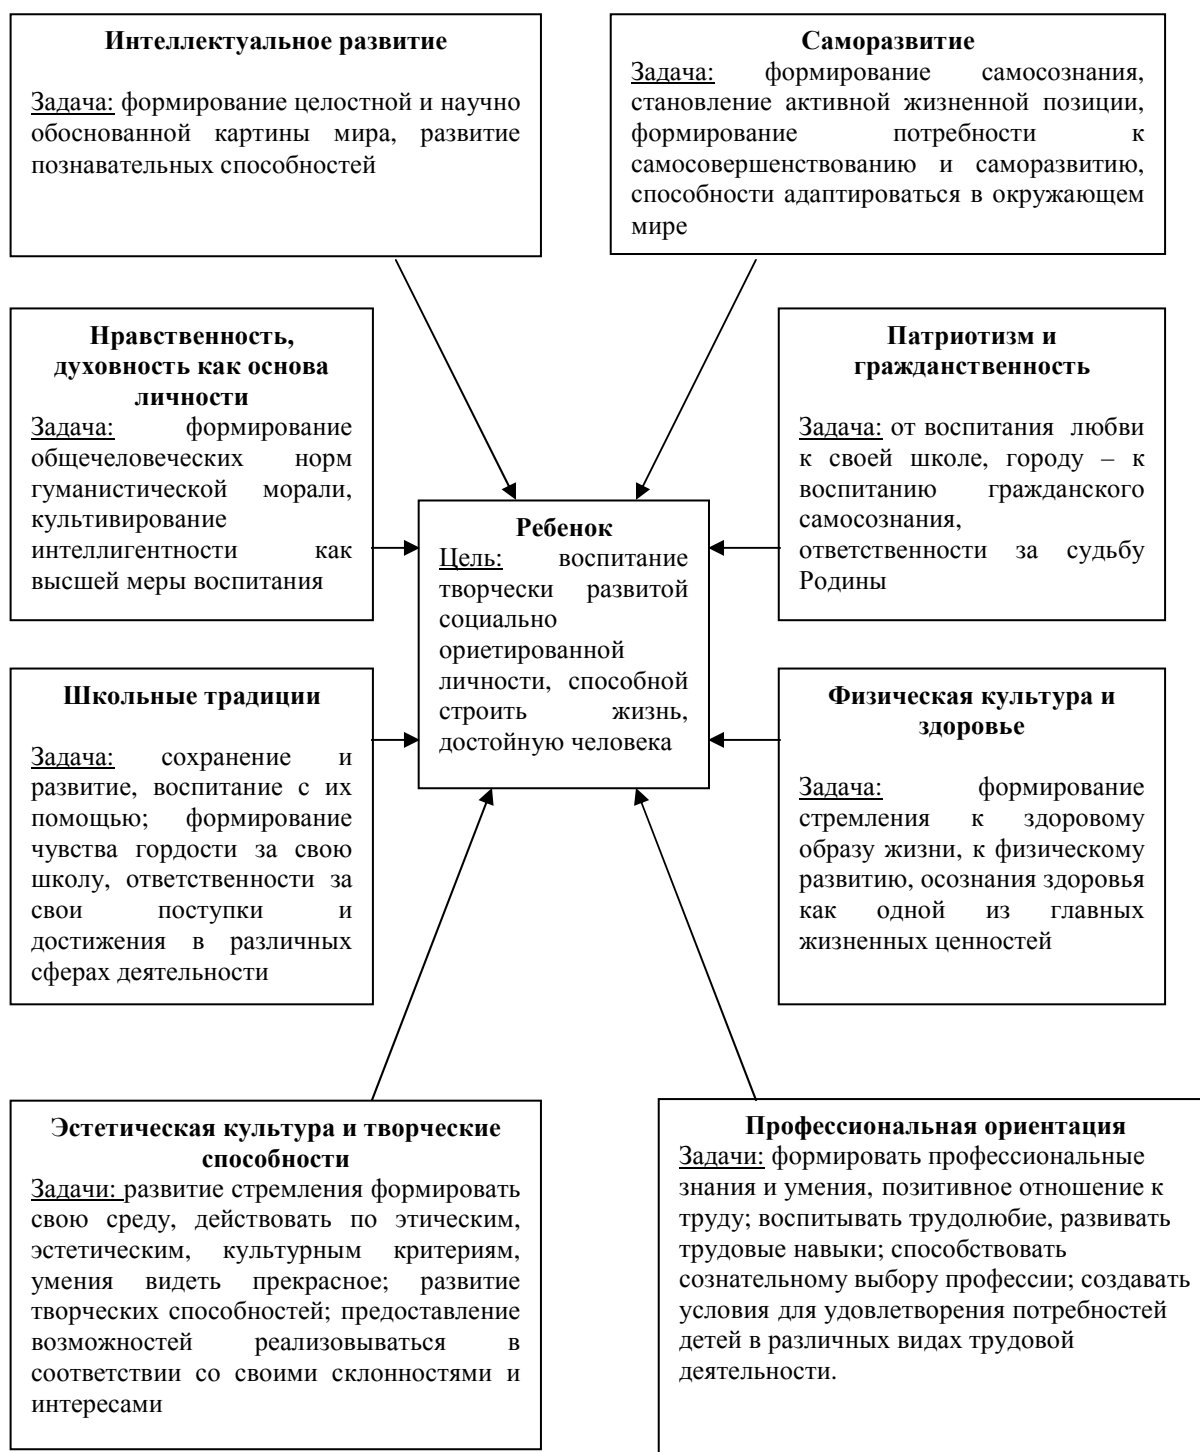 Интеллектуальное развитие
Задача: формирование целостной и научно
обоснованной картины мира, развитие
познавательных способностей
Саморазвитие
Задача: формирование самосознания,
становление активной жизненной позиции,
формирование потребности к
самосовершенствованию и саморазвитию,
способности адаптироваться в окружающем
мире
Нравственность,
духовность как основа
личности
Задача: формирование
общечеловеческих норм
гуманистической морали,
культивирование
интеллигентности как
высшей меры воспитания
Патриотизм и
гражданственность
Задача: от воспитания любви
к своей школе, городу – к
воспитанию гражданского
самосознания,
ответственности за судьбу
Родины
Ребенок
Цель: воспитание
творчески развитой
социально
ориетированной
личности, способной
строить жизнь,
достойную человека
Школьные традиции
Задача: сохранение и
развитие, воспитание с их
помощью; формирование
чувства гордости за свою
школу, ответственности за
свои поступки и
достижения в различных
сферах деятельности
Физическая культура и
здоровье
Задача: формирование
стремления к здоровому
образу жизни, к физическому
развитию, осознания здоровья
как одной из главных
жизненных ценностей
Эстетическая культура и творческие
способности
Задачи: развитие стремления формировать
свою среду, действовать по этическим,
эстетическим, культурным критериям,
умения видеть прекрасное; развитие
творческих способностей; предоставление
возможностей реализовываться в
соответствии со своими склонностями и
интересами
Профессиональная ориентация
Задачи: формировать профессиональные
знания и умения, позитивное отношение к
труду; воспитывать трудолюбие, развивать
трудовые навыки; способствовать
сознательному выбору профессии; создавать
условия для удовлетворения потребностей
детей в различных видах трудовой
деятельности.